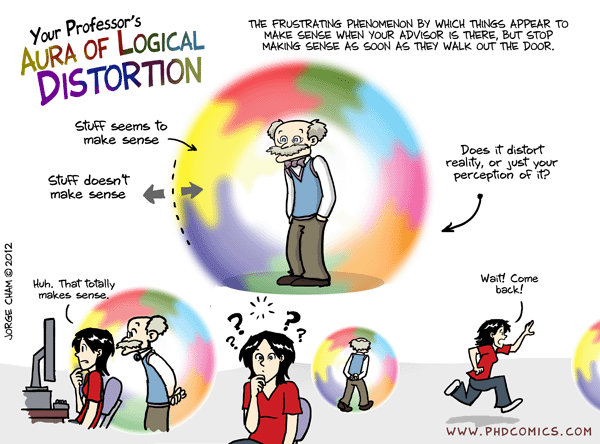 Your Professor's
AURA OF LOGICAL
DISTORTION
THE FRUSTRATING PHENOMENON BY WHICH THINGS APPEAR TO
MAKE SENSE WHEN YOUR ADVISOR IS THERE, BUT STOP
MAKING SENSE AS SOON AS THEY WALK OUT THE DOOR.
Stuff seems to
make sense
Stuff doesn't
make sense
Does it distort
reality, or just your
perception of it?
JORGE CHAM © 2012
Huh. That totally
makes sense.
? ? ? ?
Wait! Come
back!
WWW.PHDCOMICS.COM